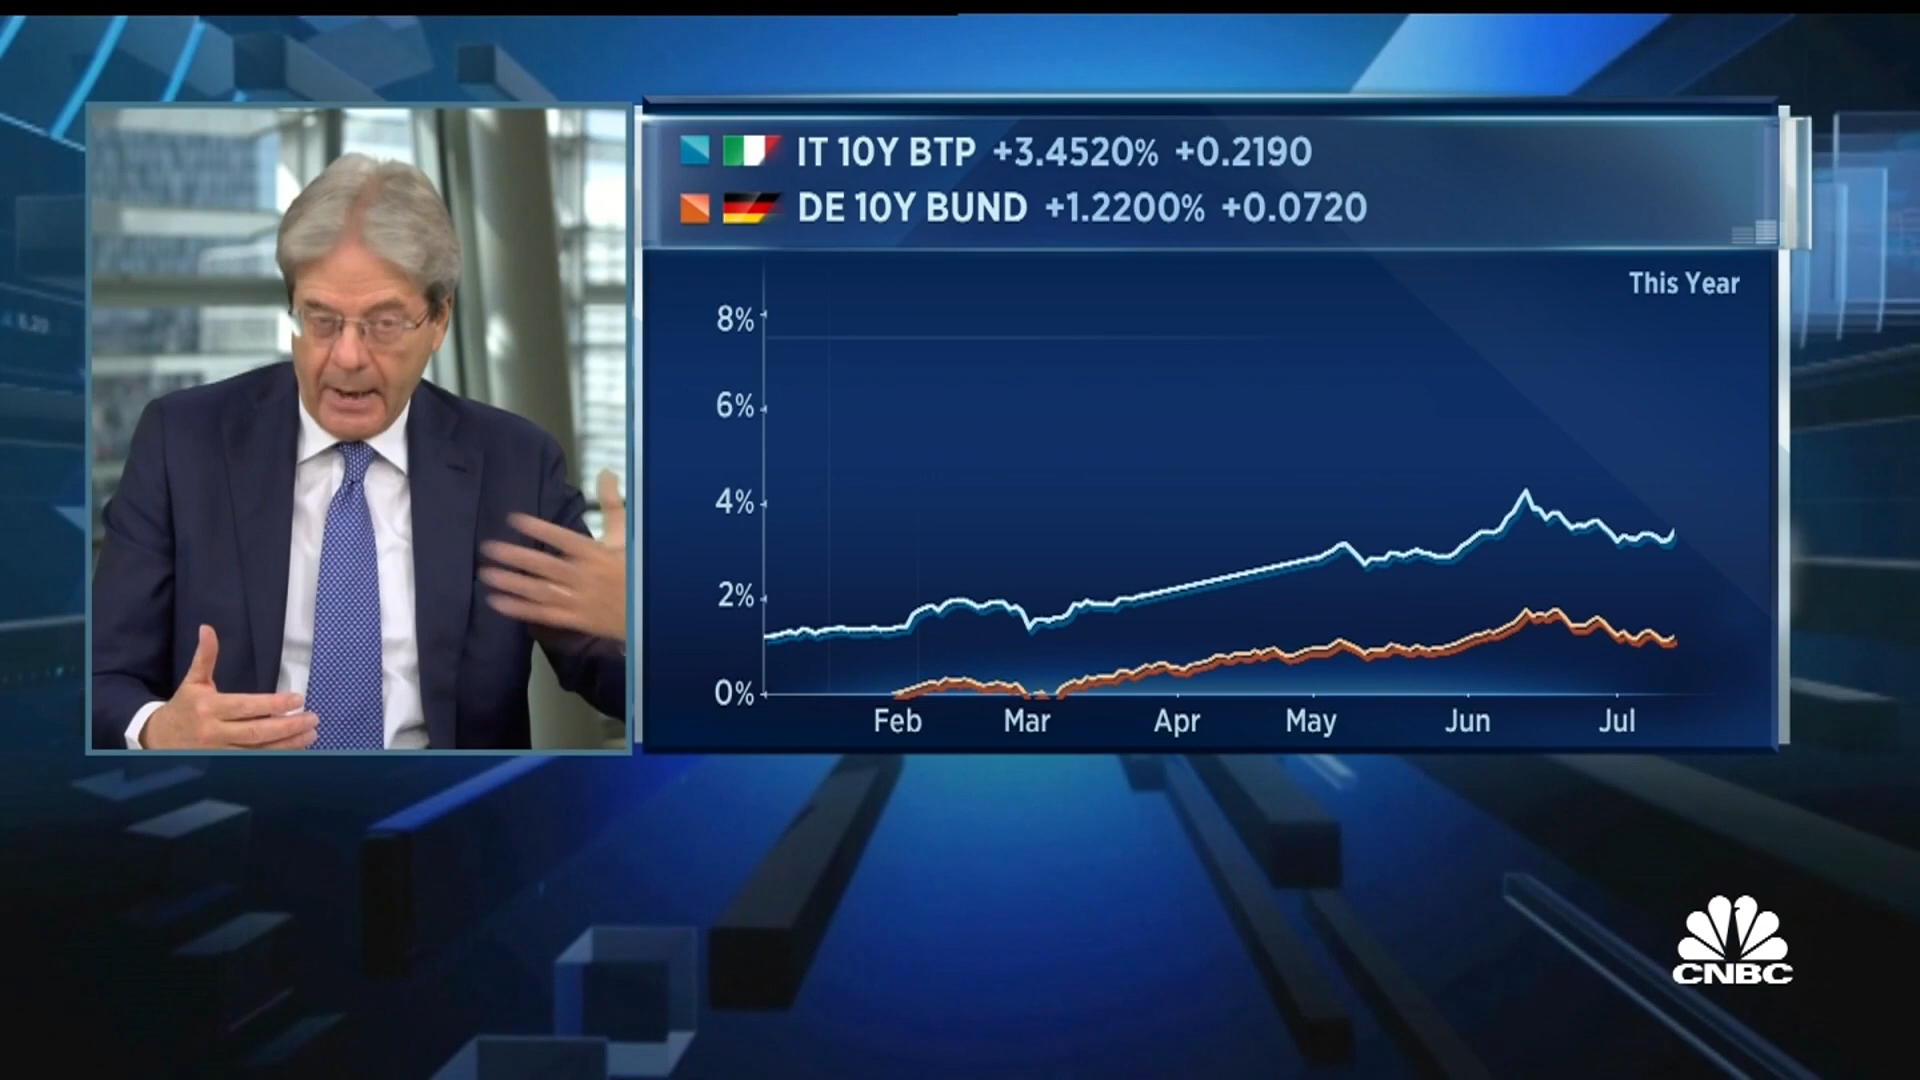 IT 10Y BTP +3.4520% +0.2190
DE 10Y BUND +1.2200% +0.0720
This Year
8%
6%
4%
2%
0%
Feb Mar Apr May Jun Jul
CNBC